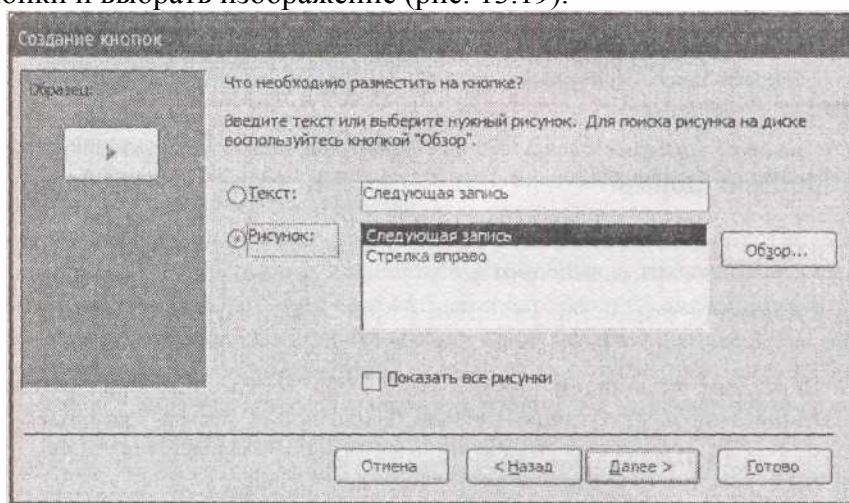 и выбрать изображение (рис. 13.19).
Создание кнопок
Образец:
Что необходимо разместить на кнопке?
Введите текст или выберите нужный рисунок. Для поиска рисунка на диске
воспользуйтесь кнопкой "Обзор".
Текст:
Следующая запись
Рисунок:
Следующая запись
Стрелка вправо
Обзор...
Показать все рисунки
Отмена
< Назад
Далее >
Готово